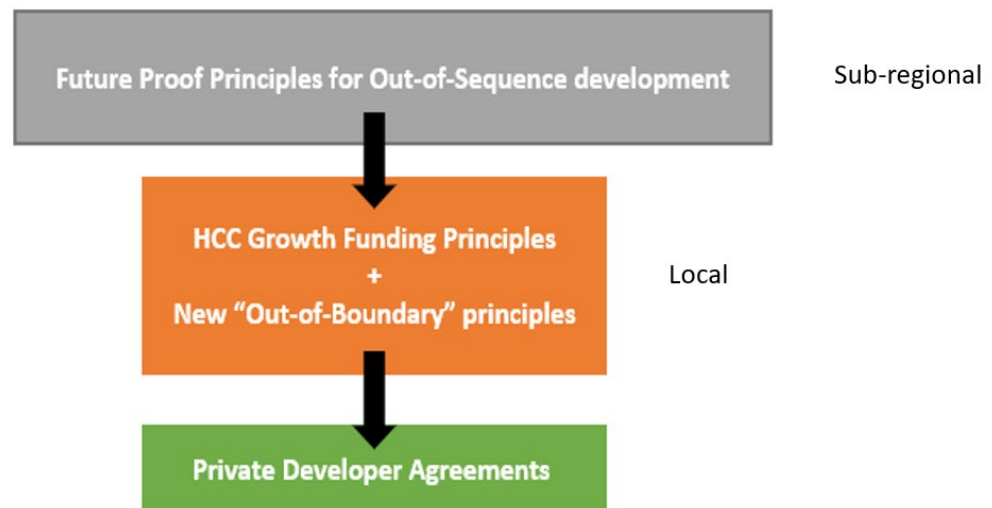 Future Proof Principles for Out-of-Sequence development
Sub-regional
HCC Growth Funding Principles
+
New “Out-of-Boundary” principles
Local
Private Developer Agreements